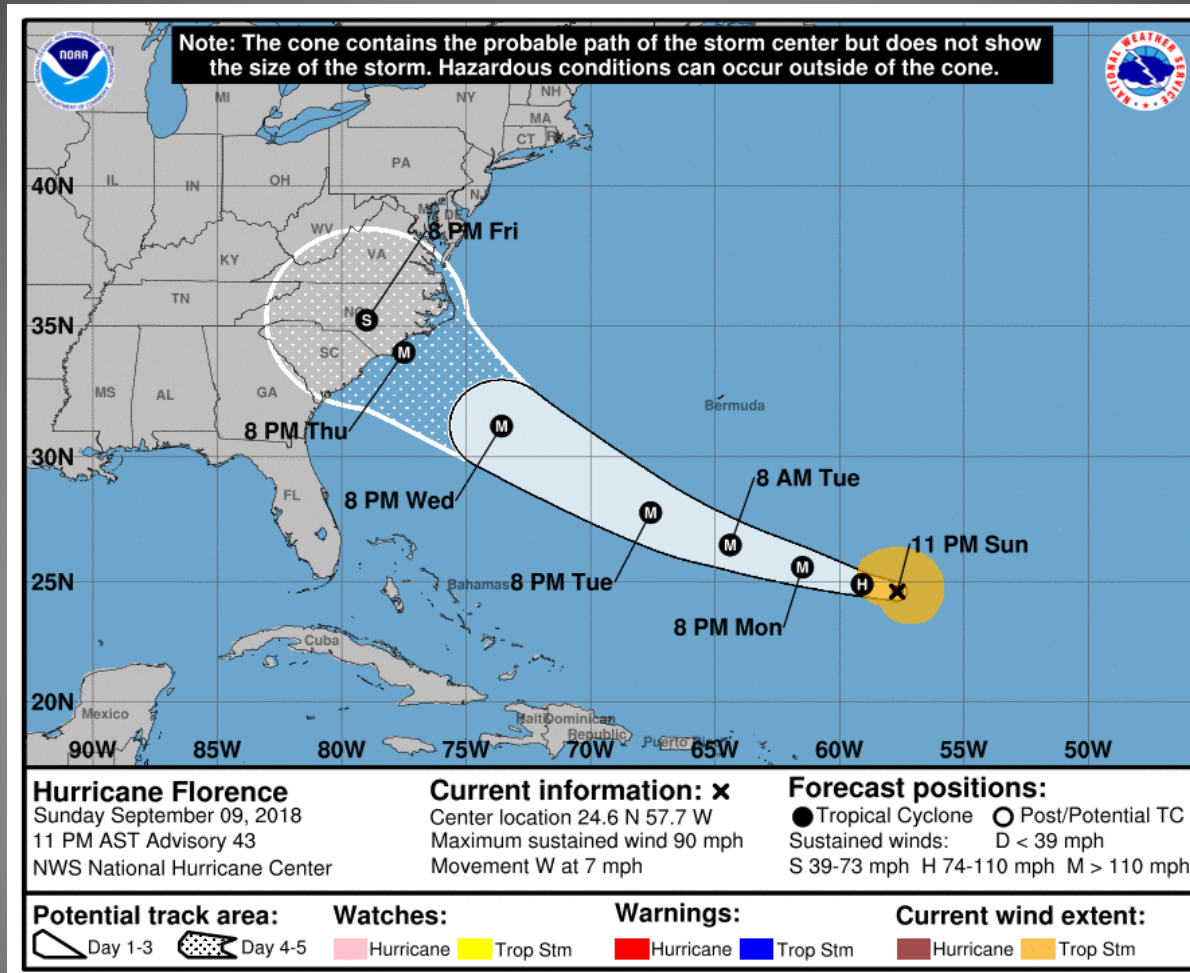 Note: The cone contains the probable path of the storm center but does not show
the size of the storm. Hazardous conditions can occur outside of the cone.
NOAA
NATIONAL WEATHER SERVICE
MI
NY
NH
MA
CT
PA
NJ
IL
IN
OH
40N
DE
WV
8 PM Fri
VA
KY
TN
NC
S
35N
SC
M
MS
AL
GA
Bermuda
8 PM Thu
M
30N
8 AM Tue
FL
8 PM Wed
M
M
11 PM Sun
M
H
25N
Bahamas
8 PM Tue
8 PM Mon
Cuba
20N
Mexico
Haiti
Dominican
Republic
Puerto
90W 85W 80W 75W 70W 65W 60W 55W 50W
Hurricane Florence
Sunday September 09, 2018
11 PM AST Advisory 43
NWS National Hurricane Center
Current information: x
Center location 24.6 N 57.7 W
Maximum sustained wind 90 mph
Movement W at 7 mph
Forecast positions:
Tropical Cyclone Post/Potential TC
Sustained winds: D < 39 mph
S 39-73 mph H 74-110 mph M > 110 mph
Potential track area:
Day 1-3 Day 4-5
Watches:
Hurricane Trop Stm
Warnings:
Hurricane Trop Stm
Current wind extent:
Hurricane Trop Stm